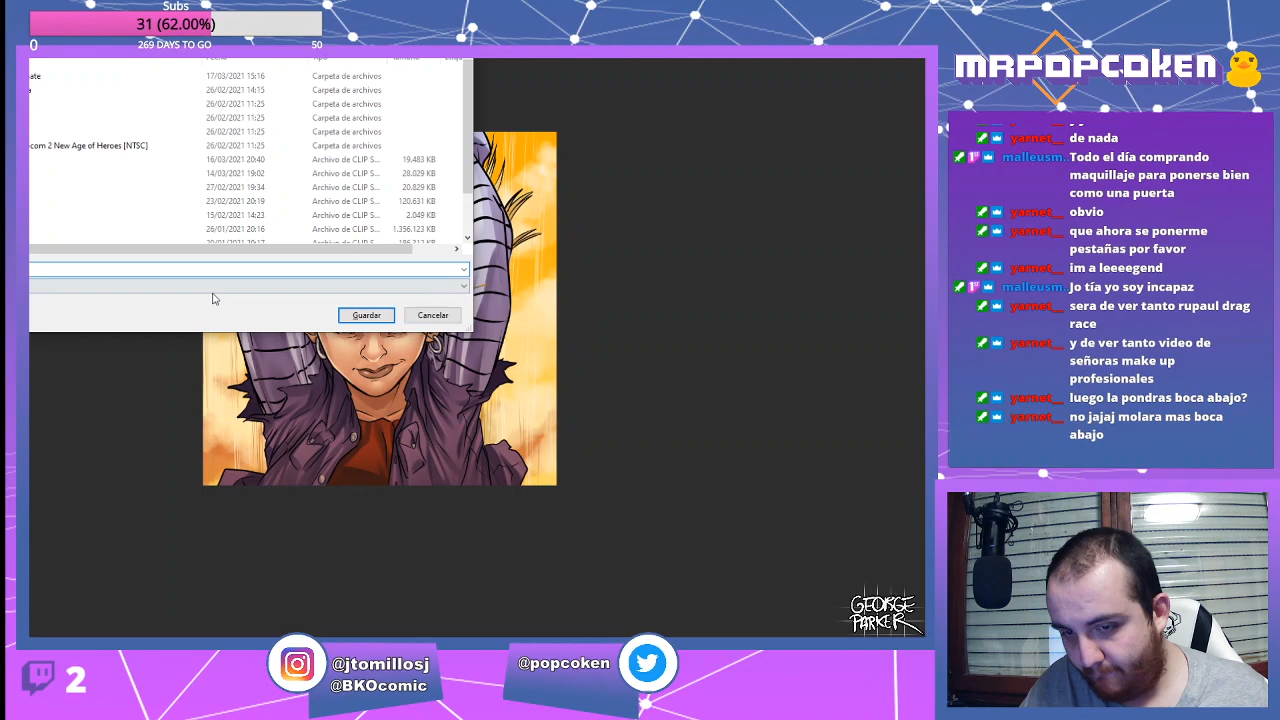 Subs
31 (62.00%)
0
269 DAYS TO GO
50
ate
17/03/2021 15:16
Carpeta de archivos
a
26/02/2021 14:15
Carpeta de archivos
26/02/2021 11:25
Carpeta de archivos
26/02/2021 11:25
Carpeta de archivos
26/02/2021 11:25
Carpeta de archivos
com 2 New Age of Heroes [NTSC]
26/02/2021 11:25
Carpeta de archivos
16/03/2021 20:40
Archivo de CLIP S...
19.483 KB
14/03/2021 19:02
Archivo de CLIP S...
28.029 KB
27/02/2021 19:34
Archivo de CLIP S...
20.829 KB
23/02/2021 20:19
Archivo de CLIP S...
120.631 KB
15/02/2021 14:23
Archivo de CLIP S...
2.049 KB
26/01/2021 20:16
Archivo de CLIP S...
1.356.123 KB
Guardar
Cancelar
GEORGE
PARKER
MRPOPCOKEN
yarnet__ de nada
malleusm.. Todo el día comprando
maquillaje para ponerse bien
como una puerta
yarnet__ obvio
yarnet__ que ahora se ponerme
pestañas por favor
yarnet__ im a leeeegend
malleusm.. Jo tía yo soy incapaz
yarnet__ sera de ver tanto rupaul drag
race
yarnet__ y de ver tanto video de
señoras make up
profesionales
yarnet__ luego la pondras boca abajo?
yarnet__ no jajaj molara mas boca
abajo
2
@jtomillosj
@BKOcomic
@popcoken